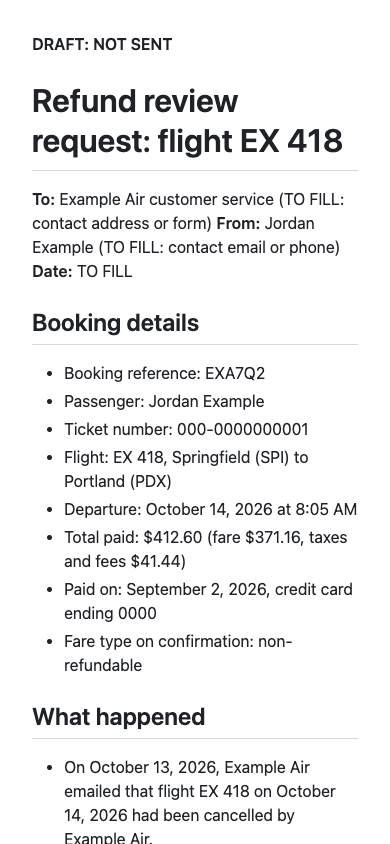 DRAFT: NOT SENT
Refund review
request: flight EX 418
To: Example Air customer service (TO FILL:
contact address or form) From: Jordan
Example (TO FILL: contact email or phone)
Date: TO FILL
Booking details
• Booking reference: EXA7Q2
• Passenger: Jordan Example
• Ticket number: 000-0000000001
• Flight: EX 418, Springfield (SPI) to
Portland (PDX)
• Departure: October 14, 2026 at 8:05 AM
• Total paid: $412.60 (fare $371.16, taxes
and fees $41.44)
• Paid on: September 2, 2026, credit card
ending 0000
• Fare type on confirmation: non-
refundable
What happened
• On October 13, 2026, Example Air
emailed that flight EX 418 on October
14, 2026 had been cancelled by
Example Air.